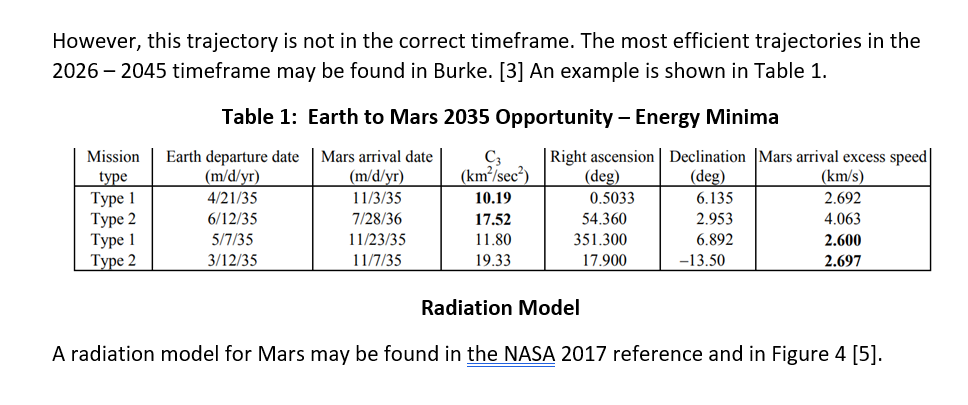 However, this trajectory is not in the correct timeframe. The most efficient trajectories in the
2026 – 2045 timeframe may be found in Burke. [3] An example is shown in Table 1.
Table 1: Earth to Mars 2035 Opportunity – Energy Minima
Mission type | Earth departure date (m/d/yr) | Mars arrival date (m/d/yr) | C₃ (km²/sec²) | Right ascension (deg) | Declination (deg) | Mars arrival excess speed (km/s)
Type 1 | 4/21/35 | 11/3/35 | 10.19 | 0.5033 | 6.135 | 2.692
Type 2 | 6/12/35 | 7/28/36 | 17.52 | 54.360 | 2.953 | 4.063
Type 1 | 5/7/35 | 11/23/35 | 11.80 | 351.300 | 6.892 | 2.600
Type 2 | 3/12/35 | 11/7/35 | 19.33 | 17.900 | −13.50 | 2.697
Radiation Model
A radiation model for Mars may be found in the NASA 2017 reference and in Figure 4 [5].